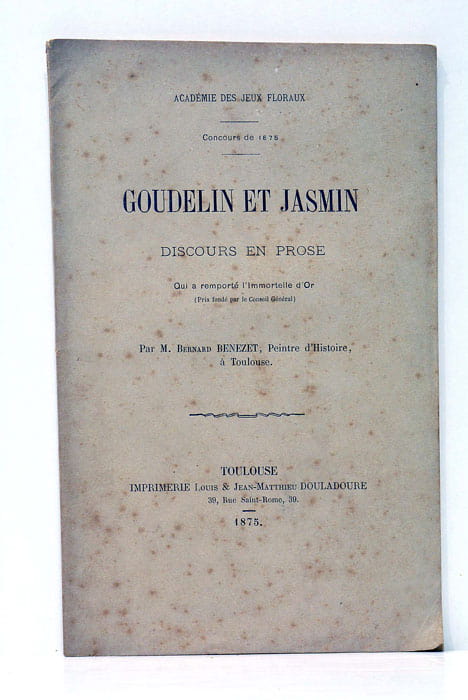 ACADÉMIE DES JEUX FLORAUX
Concours de 1875
GOUDELIN ET JASMIN
DISCOURS EN PROSE
Qui a remporté l'Immortelle d'Or
(Prix fondé par le Conseil Général)
Par M. BERNARD BENEZET, Peintre d'Histoire,
à Toulouse.
TOULOUSE
IMPRIMERIE LOUIS & JEAN-MATTHIEU DOULADOURE
39, Rue Saint-Rome, 39.
1875.